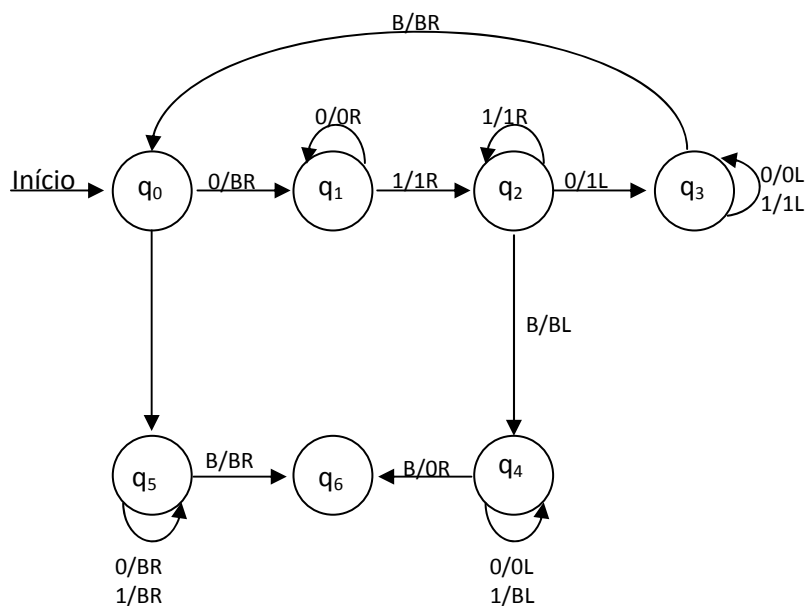 B/BR
0/0R
1/1R
Início
q0
0/BR
q1
1/1R
q2
0/1L
q3
0/0L
1/1L
B/BL
q5
B/BR
q6
B/0R
q4
0/BR
1/BR
0/0L
1/BL